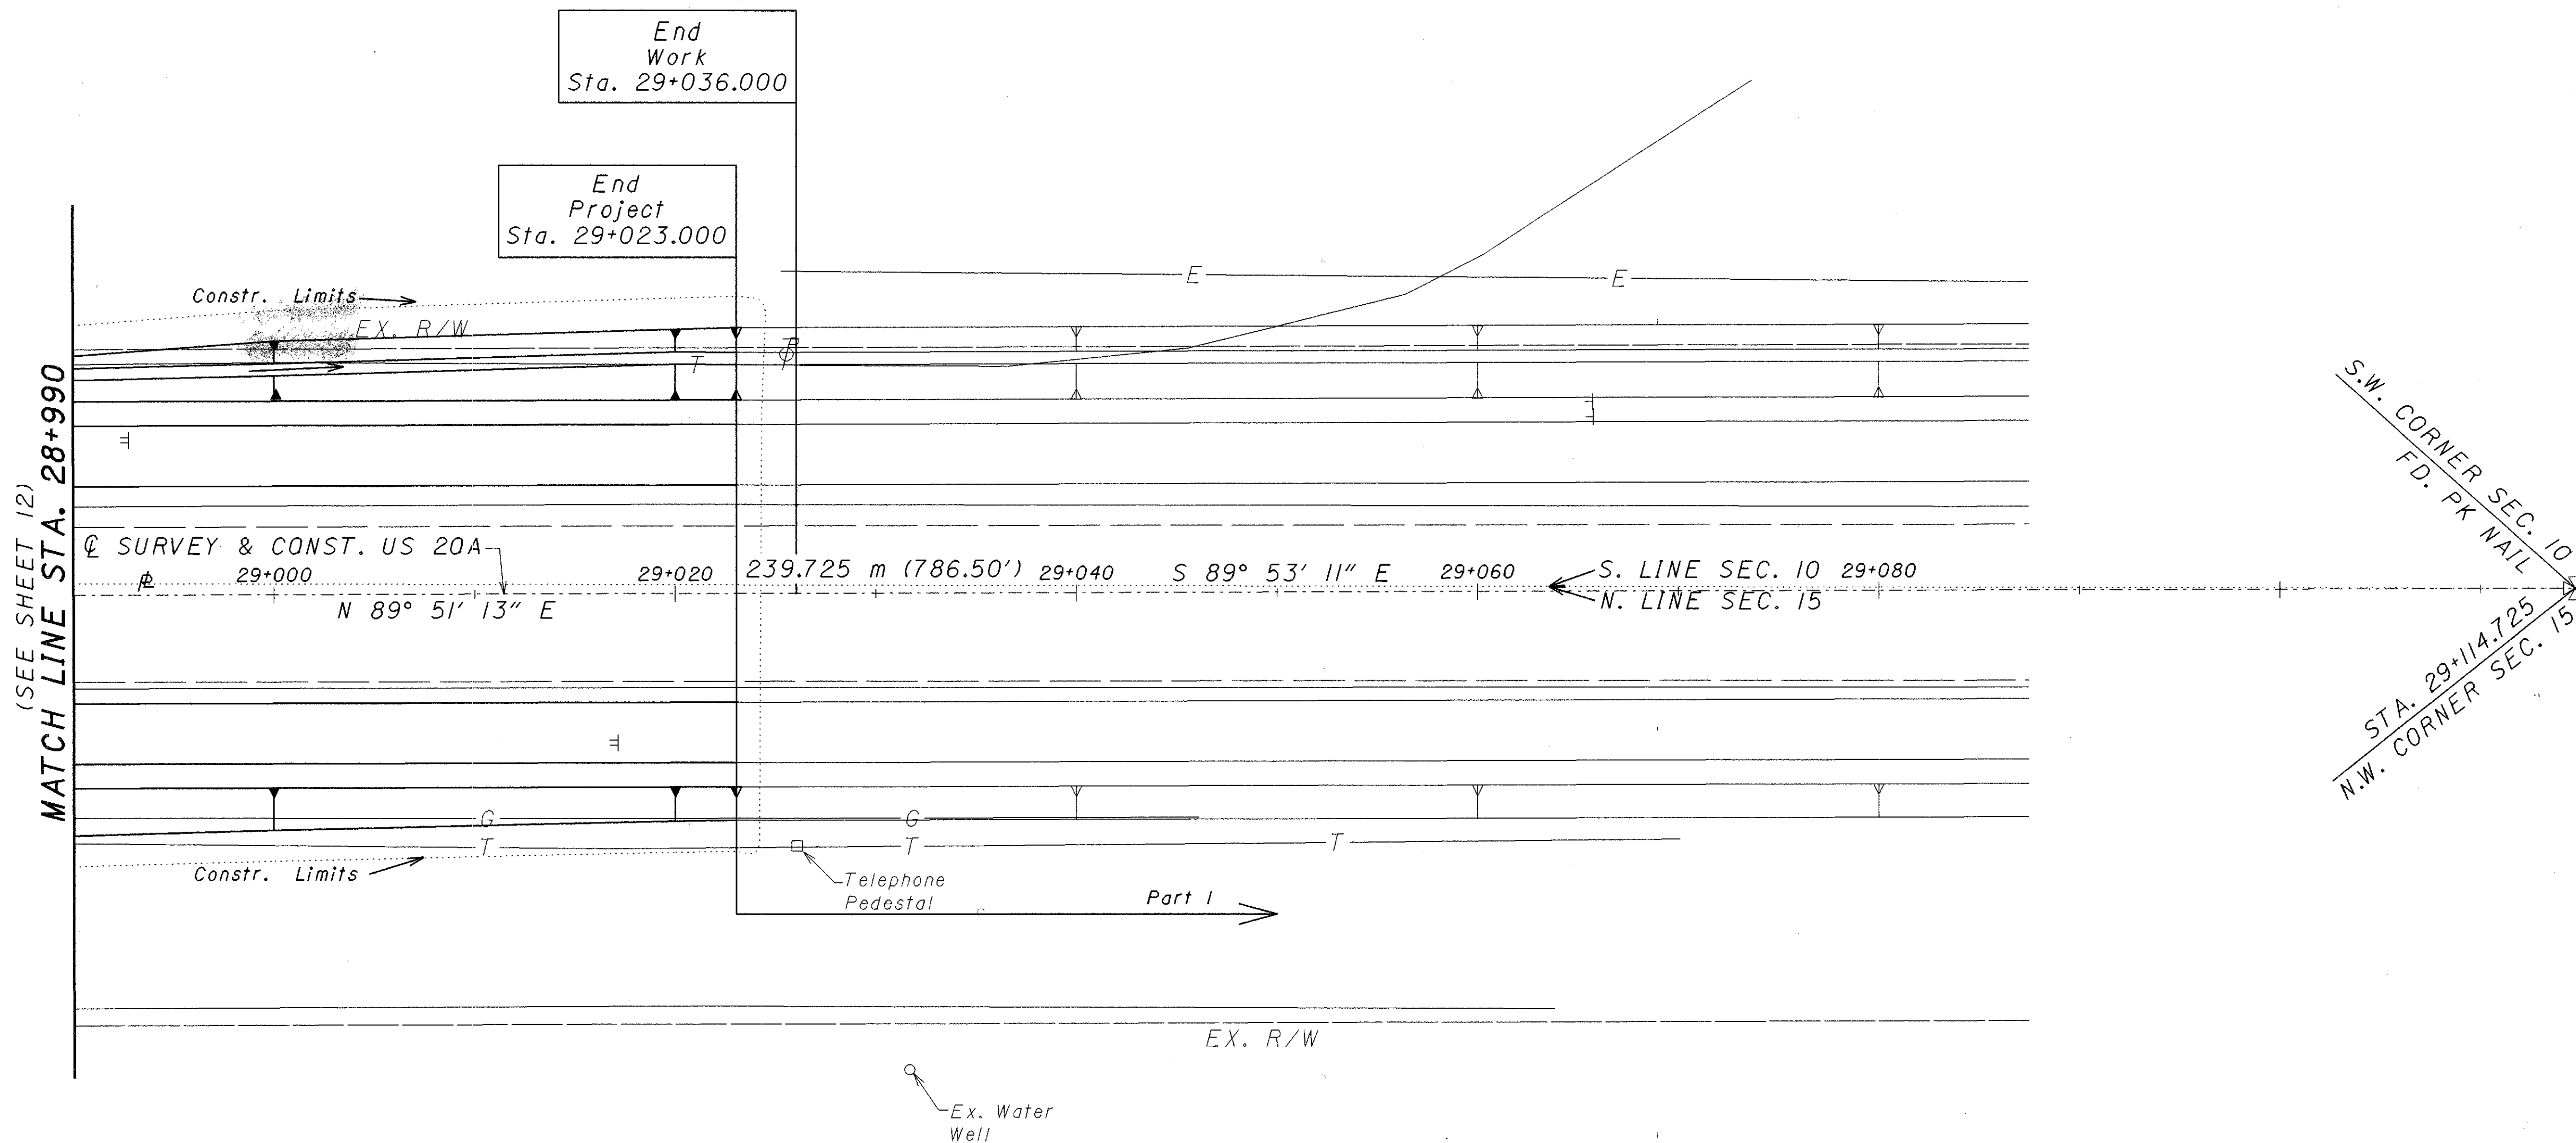 End
Work
Sta. 29+036.000
End
Project
Sta. 29+023.000
E
E
Constr. Limits
EX. R/W
T
P
(SEE SHEET 12)
MATCH LINE STA. 28+990
℄ SURVEY & CONST. US 20A
29+000
29+020
239.725 m (786.50')
29+040
S 89° 53' 11" E
29+060
S. LINE SEC. 10
29+080
N 89° 51' 13" E
N. LINE SEC. 15
S.W. CORNER SEC. 10
FD. PK NAIL
STA. 29+114.725
N.W. CORNER SEC. 15
G
G
T
T
T
Constr. Limits
Telephone
Pedestal
Part 1
EX. R/W
Ex. Water
Well